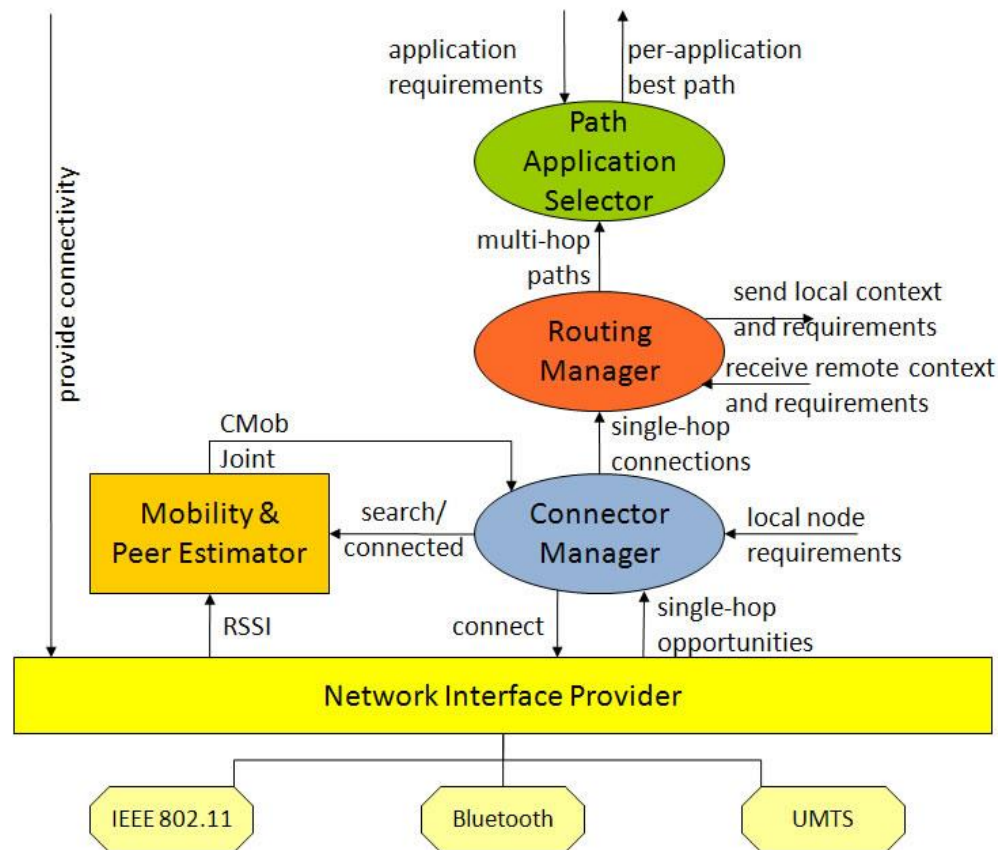 application
requirements
per-application
best path
Path
Application
Selector
provide connectivity
multi-hop
paths
Routing
Manager
send local context
and requirements
receive remote context
and requirements
CMob
Joint
single-hop
connections
Mobility &
Peer Estimator
search/
connected
Connector
Manager
local node
requirements
RSSI
connect
single-hop
opportunities
Network Interface Provider
IEEE 802.11
Bluetooth
UMTS